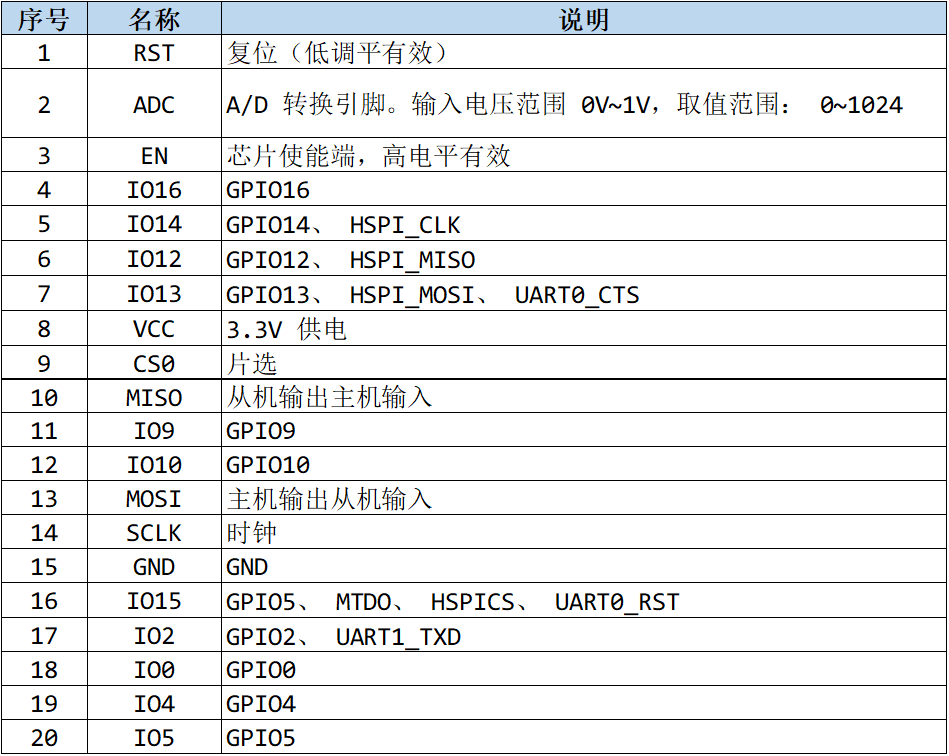 序号 名称 说明
1 RST 复位（低调平有效）
2 ADC A/D 转换引脚。输入电压范围 0V~1V，取值范围： 0~1024
3 EN 芯片使能端，高电平有效
4 IO16 GPIO16
5 IO14 GPIO14、 HSPI_CLK
6 IO12 GPIO12、 HSPI_MISO
7 IO13 GPIO13、 HSPI_MOSI、 UART0_CTS
8 VCC 3.3V 供电
9 CS0 片选
10 MISO 从机输出主机输入
11 IO9 GPIO9
12 IO10 GPIO10
13 MOSI 主机输出从机输入
14 SCLK 时钟
15 GND GND
16 IO15 GPIO5、 MTDO、 HSPICS、 UART0_RST
17 IO2 GPIO2、 UART1_TXD
18 IO0 GPIO0
19 IO4 GPIO4
20 IO5 GPIO5